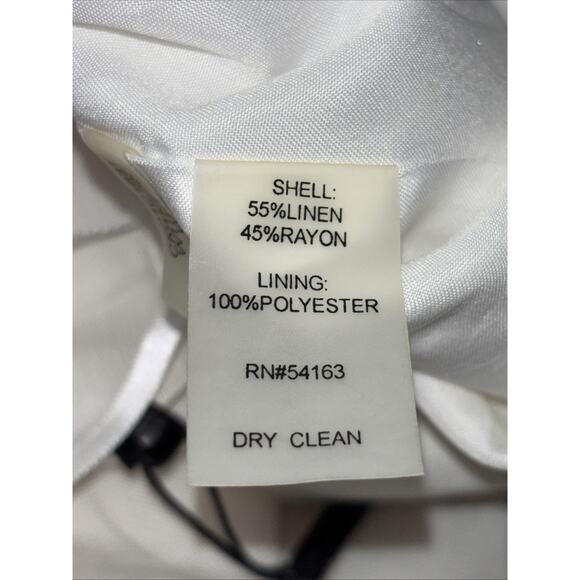 SHELL:
55%LINEN
45%RAYON
LINING:
100%POLYESTER
RN#54163
DRY CLEAN